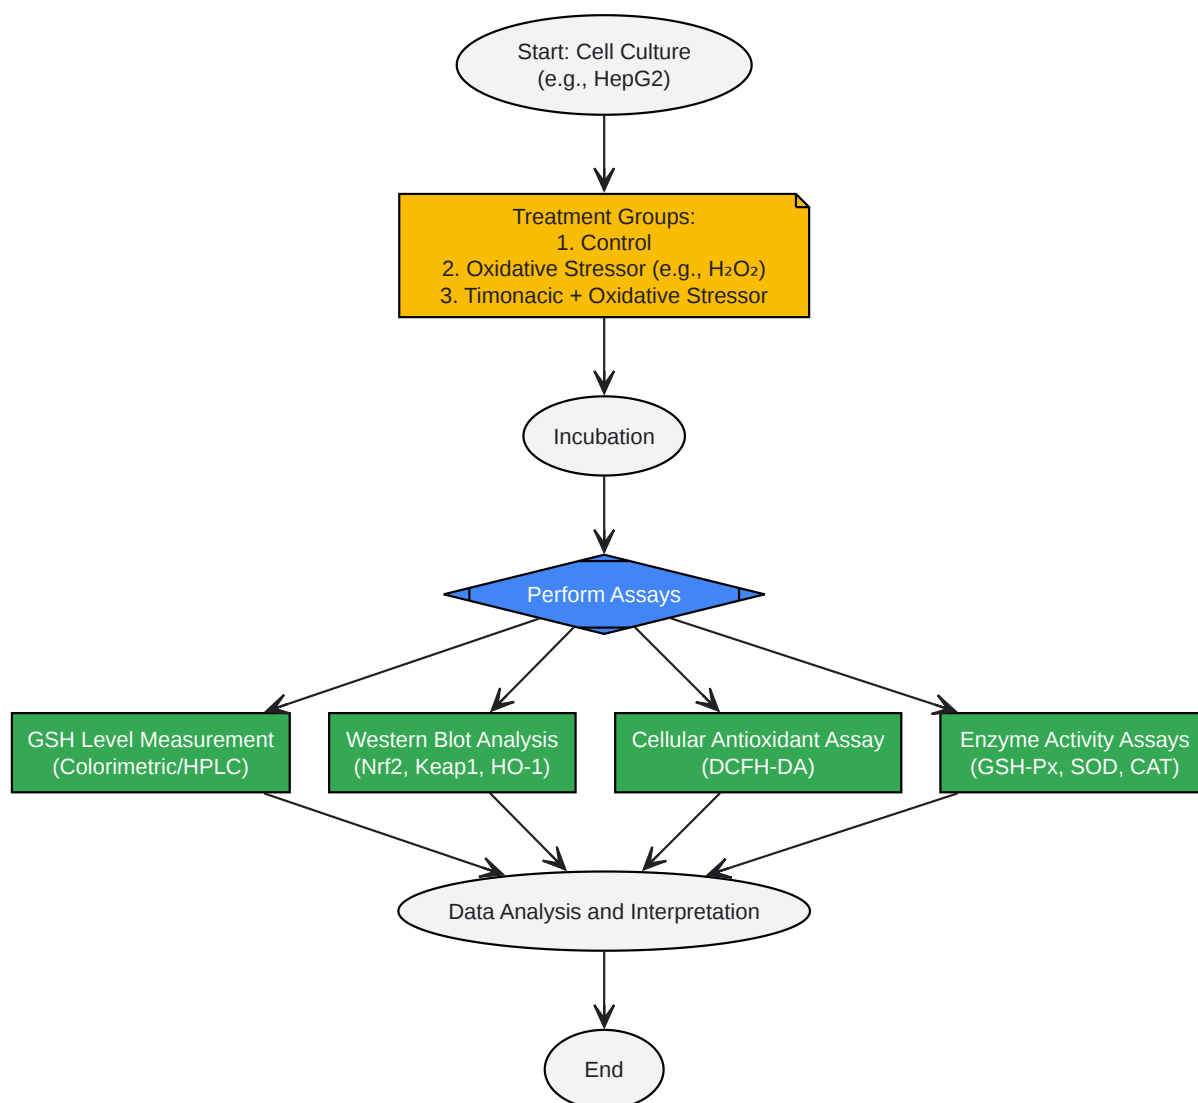 Start: Cell Culture
(e.g., HepG2)
Treatment Groups:
1. Control
2. Oxidative Stressor (e.g., H₂O₂)
3. Timonacic + Oxidative Stressor
Incubation
Perform Assays
GSH Level Measurement
(Colorimetric/HPLC)
Western Blot Analysis
(Nrf2, Keap1, HO-1)
Cellular Antioxidant Assay
(DCFH-DA)
Enzyme Activity Assays
(GSH-Px, SOD, CAT)
Data Analysis and Interpretation
End